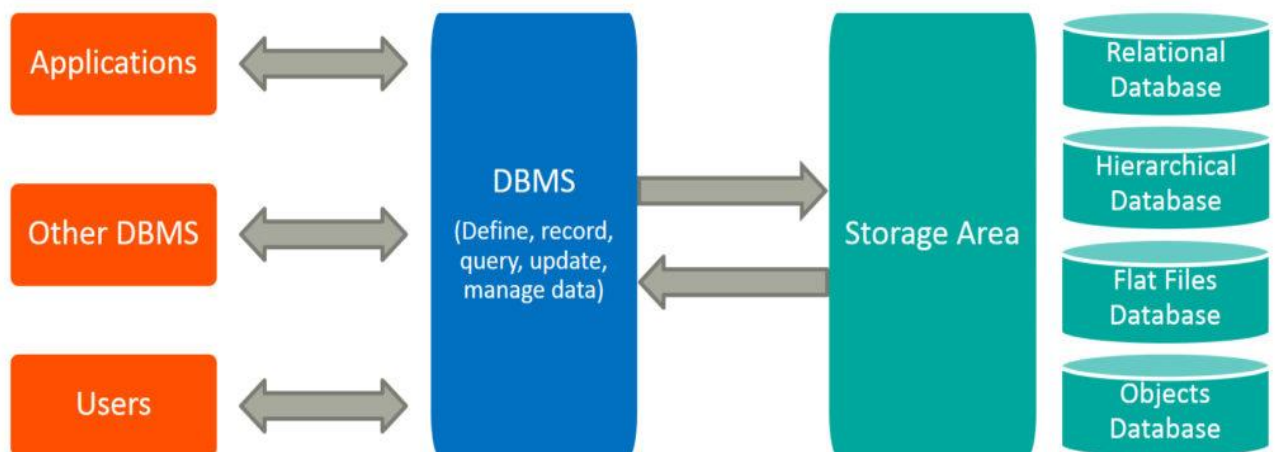 Applications
Other DBMS
Users
DBMS
(Define, record,
query, update,
manage data)
Storage Area
Relational
Database
Hierarchical
Database
Flat Files
Database
Objects
Database